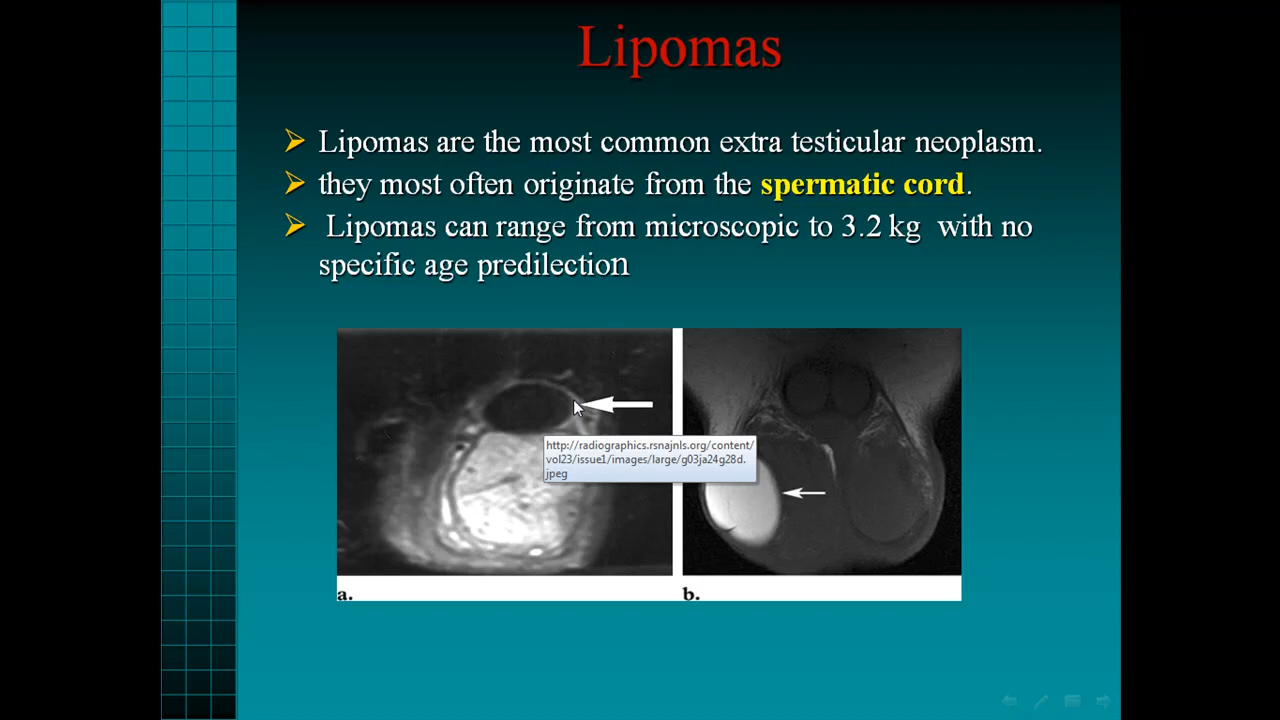 Lipomas
Lipomas are the most common extra testicular neoplasm.
they most often originate from the spermatic cord.
Lipomas can range from microscopic to 3.2 kg with no
specific age predilection
http://radiographics.rsnajnls.org/content/
vol23/issue1/images/large/g03ja24g28d.
jpeg
a.
b.